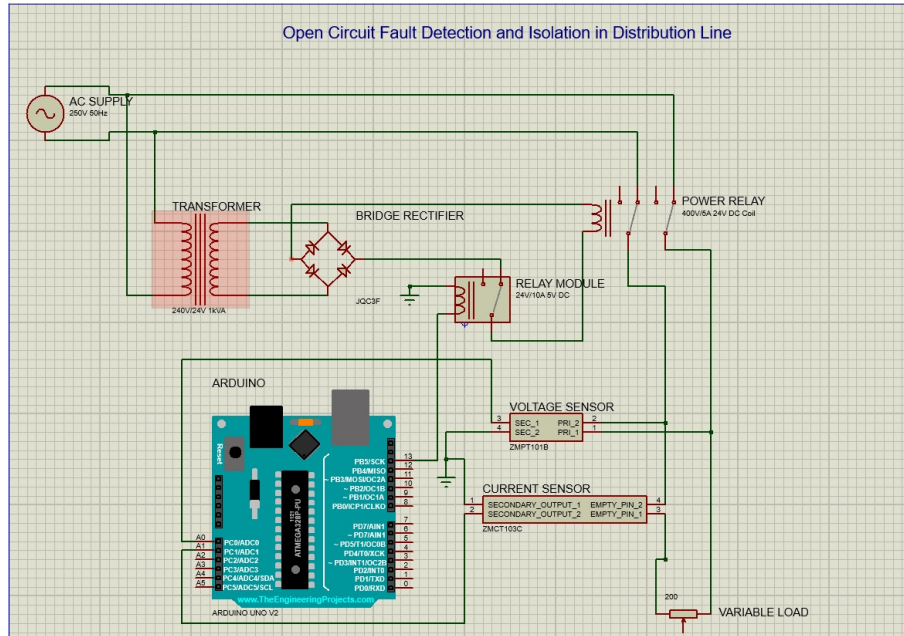 Open Circuit Fault Detection and Isolation in Distribution Line
AC SUPPLY
250V 50Hz
TRANSFORMER
240V/24V 1kVA
BRIDGE RECTIFIER
POWER RELAY
400V/5A 24V DC Coil
JQC3F
RELAY MODULE
24V/10A 5V DC
ARDUINO
VOLTAGE SENSOR
3 SEC_1 PRI_2 2
4 SEC_2 PRI_1 1
ZMPT101B
CURRENT SENSOR
1 SECONDARY_OUTPUT_1 EMPTY_PIN_2 4
2 SECONDARY_OUTPUT_2 EMPTY_PIN_1 3
ZMCT103C
Reset
ATMEGA328P-PU
1121
PB5/SCK 13
PB4/MISO 12
~ PB3/MOSI/OC2A 11
~ PB2/OC1B 10
~ PB1/OC1A 9
PB0/ICP1/CLKO 8
PD7/AIN1 7
~ PD7/AIN1 6
~ PD5/T1/OC0B 5
PD4/T0/XCK 4
~ PD3/INT1/OC2B 3
PD2/INT0 2
PD1/TXD 1
PD0/RXD 0
A0 PC0/ADC0
A1 PC1/ADC1
A2 PC2/ADC2
A3 PC3/ADC3
A4 PC4/ADC4/SDA
A5 PC5/ADC5/SCL
www.TheEngineeringProjects.com
ARDUINO UNO V2
200
VARIABLE LOAD